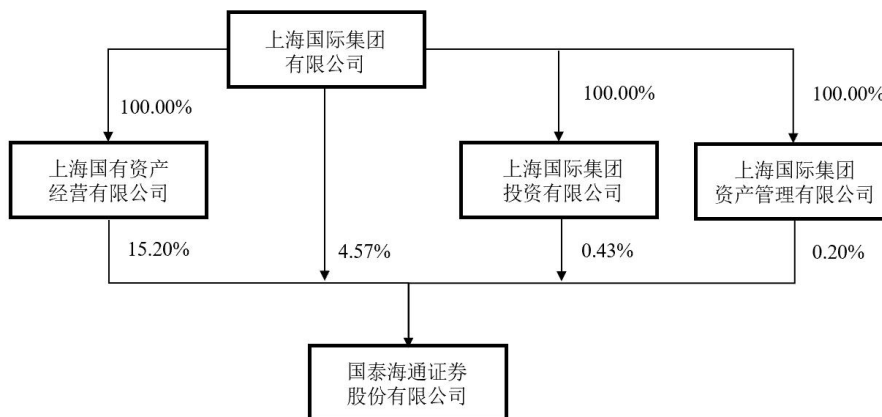 上海国际集团
有限公司
100.00%
100.00%
100.00%
上海国有资产
经营有限公司
上海国际集团
投资有限公司
上海国际集团
资产管理有限公司
15.20%
4.57%
0.43%
0.20%
国泰海通证券
股份有限公司